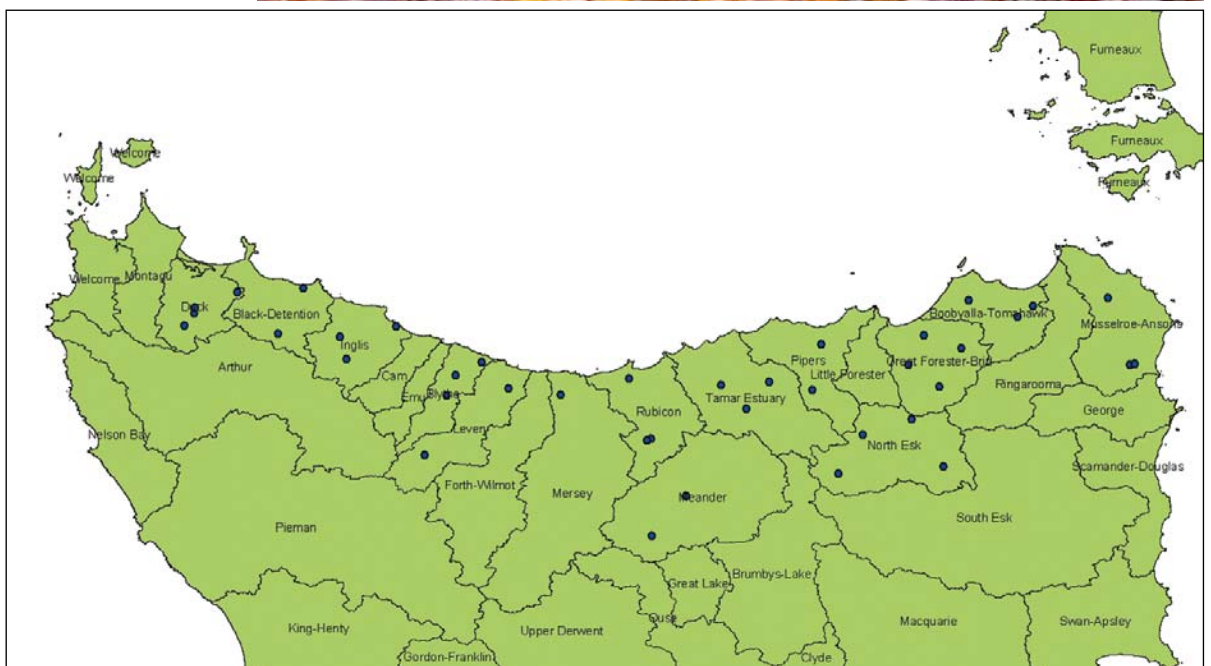 Furneaux
Furneaux
Furneaux
Welcome
Welcome
Welcome
Montagu
Duck
Black-Detention
Inglis
Arthur
Cam
Emu
Blythe
Leven
Nelson Bay
Forth-Wilmot
Mersey
Rubicon
Tamar Estuary
Pipers
Little Forester
Boobyalla-Tomahawk
Great Forester-Brid
Musselroe-Ansons
Ringarooma
George
North Esk
Scamander-Douglas
Meander
South Esk
Pieman
Great Lake
Brumbys-Lake
King-Henty
Upper Derwent
Ouse
Macquarie
Swan-Apsley
Gordon-Franklin
Clyde